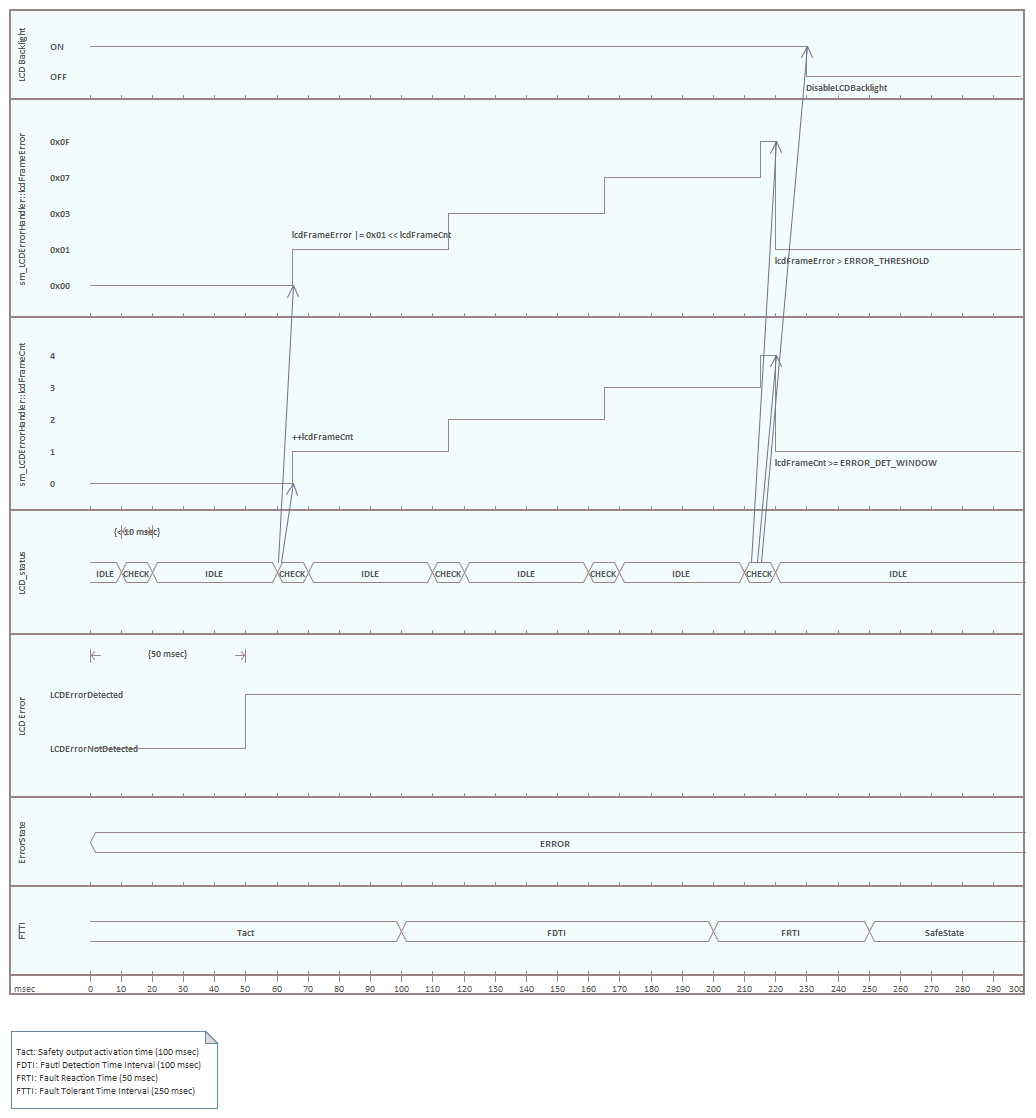 LCD Backlight
ON
OFF
DisableLCDBacklight
sm_LCDErrorHandler::lcdFrameError
0x0F
0x07
0x03
lcdFrameError |= 0x01 << lcdFrameCnt
0x01
lcdFrameError > ERROR_THRESHOLD
0x00
sm_LCDErrorHandler::lcdFrameCnt
4
3
2
++lcdFrameCnt
1
lcdFrameCnt >= ERROR_DET_WINDOW
0
LCD_status
{<10 msec}
IDLE CHECK IDLE CHECK IDLE CHECK IDLE CHECK IDLE CHECK IDLE
LCD Error
{50 msec}
LCDErrorDetected
LCDErrorNotDetected
ErrorState
ERROR
FTTI
Tact FDTI FRTI SafeState
msec 0 10 20 30 40 50 60 70 80 90 100 110 120 130 140 150 160 170 180 190 200 210 220 230 240 250 260 270 280 290 300
Tact: Safety output activation time (100 msec)
FDTI: Fautl Detection Time Interval (100 msec)
FRTI: Fault Reaction Time (50 msec)
FTTI: Fault Tolerant Time Interval (250 msec)